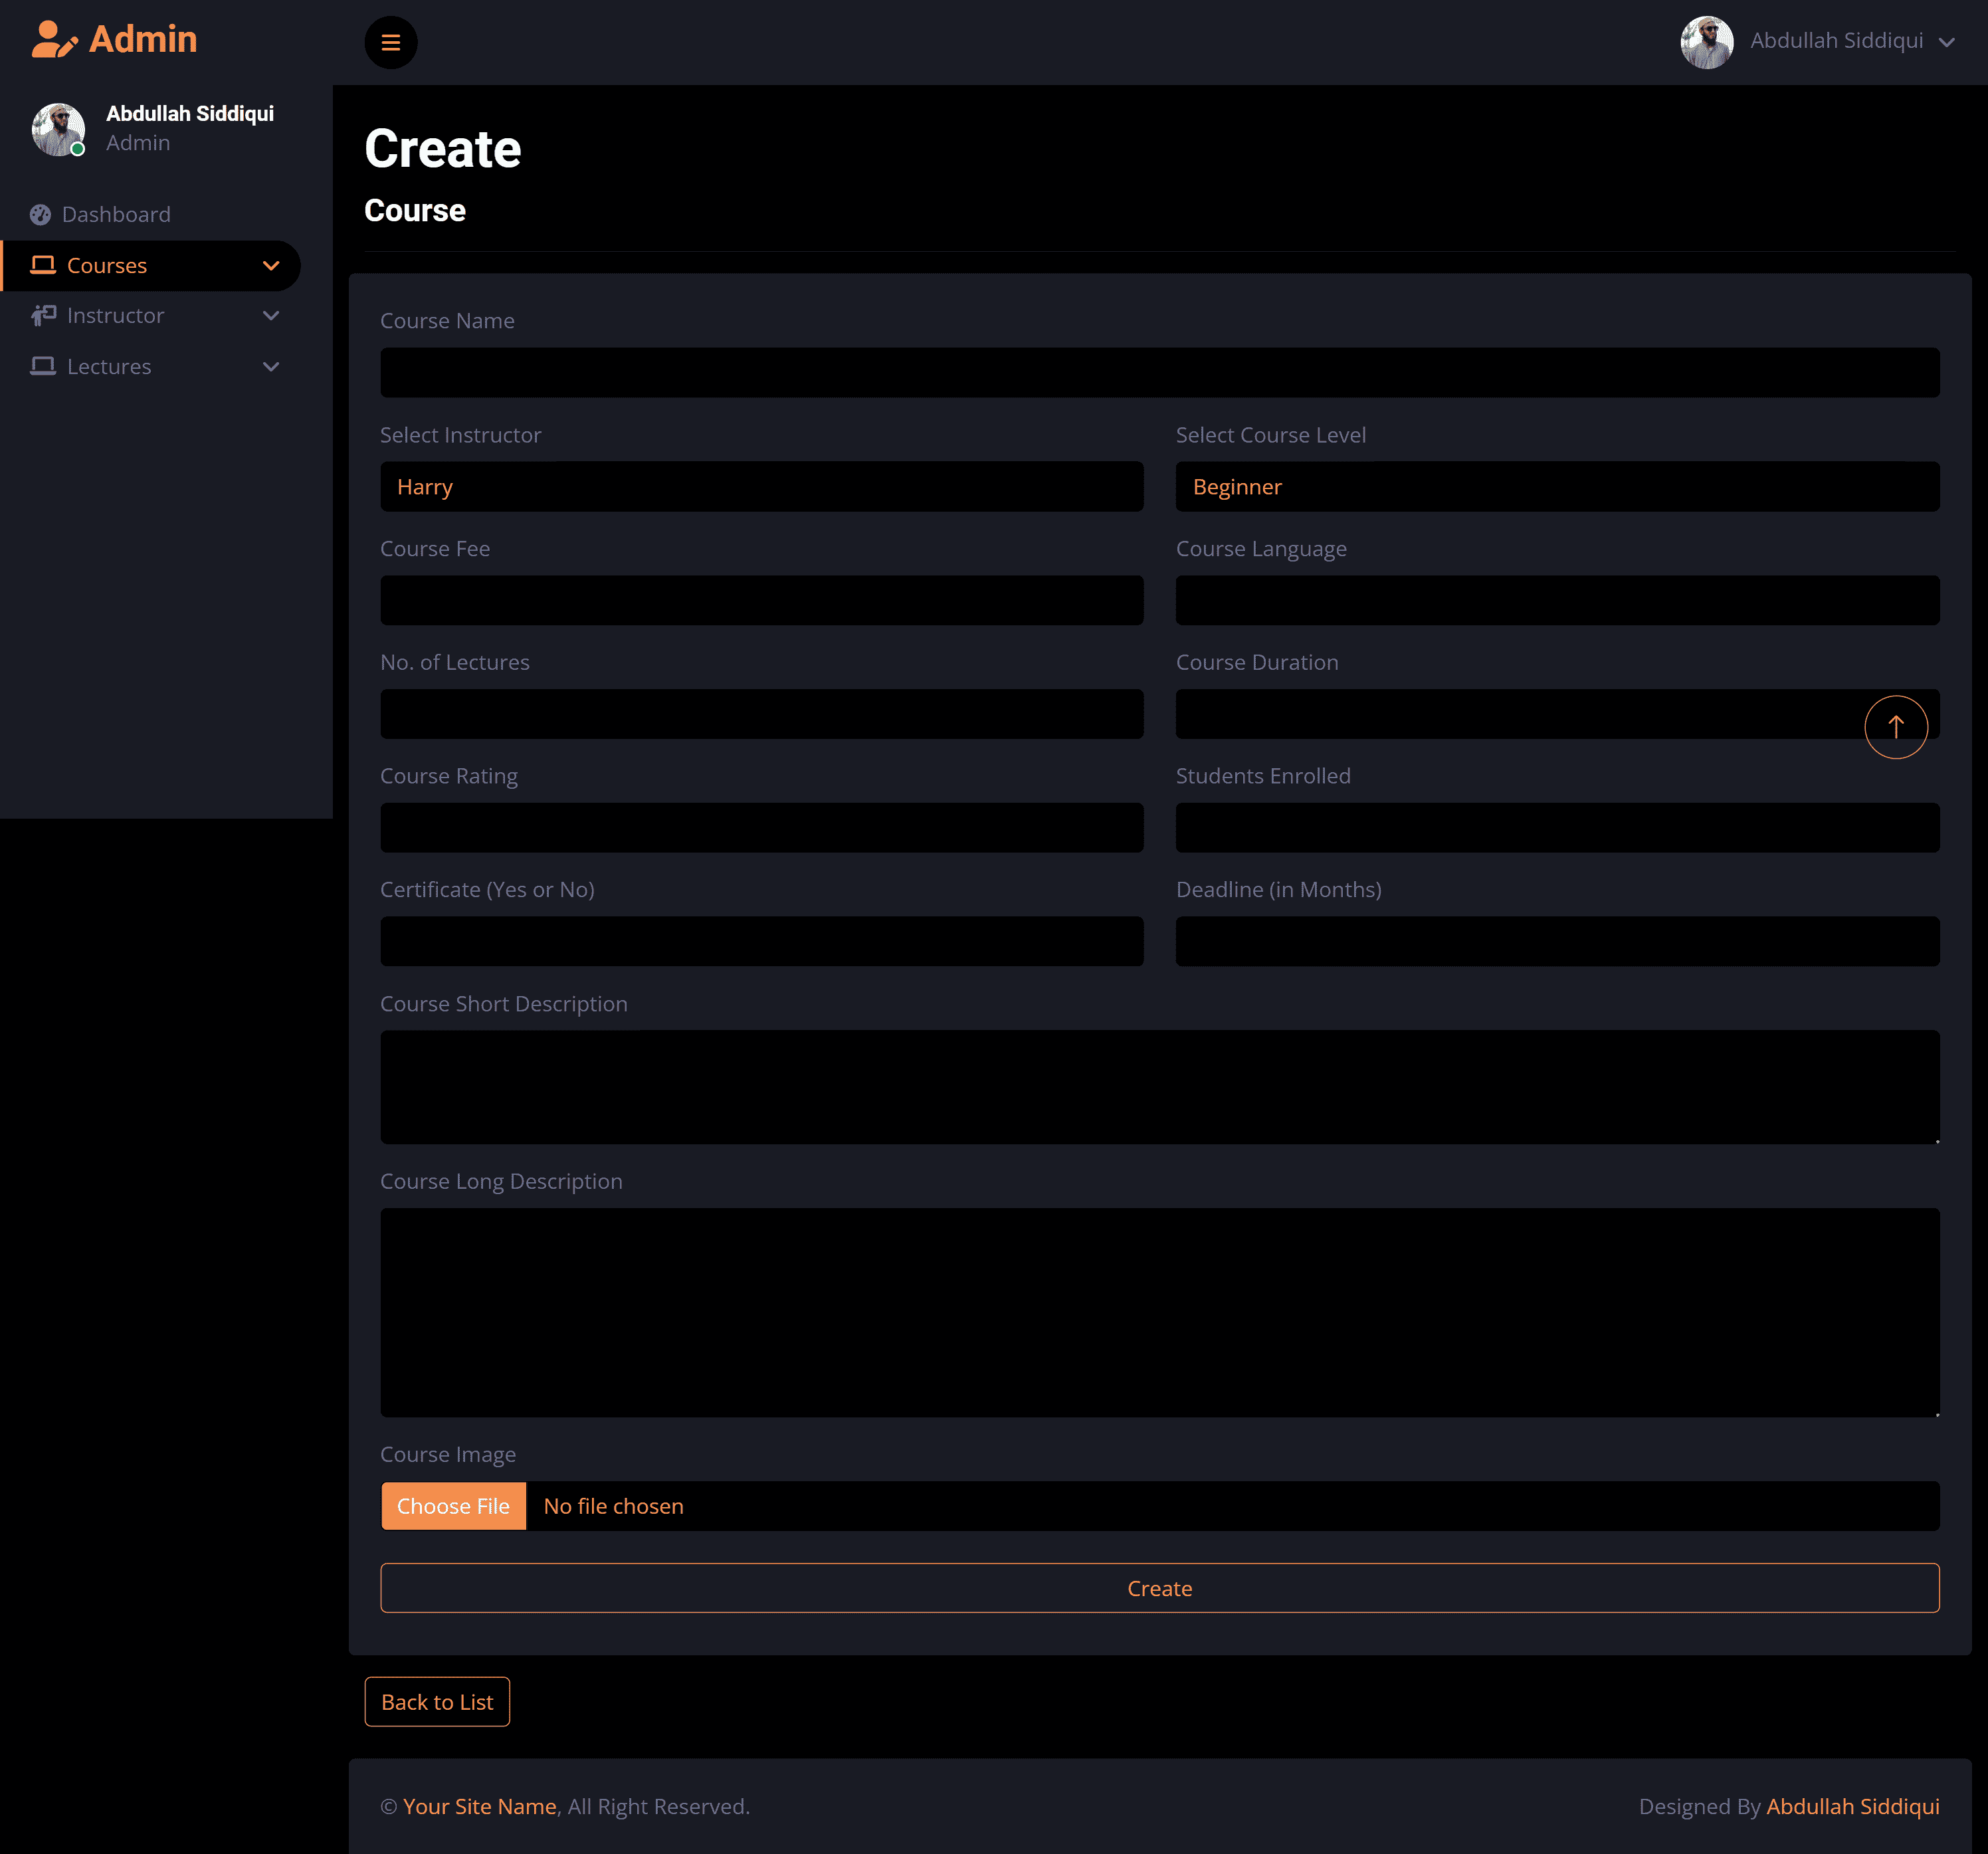 Admin
Abdullah Siddiqui
Abdullah Siddiqui
Admin
Dashboard
Courses
Instructor
Lectures
Create
Course
Course Name
Select Instructor
Select Course Level
Harry
Beginner
Course Fee
Course Language
No. of Lectures
Course Duration
Course Rating
Students Enrolled
Certificate (Yes or No)
Deadline (in Months)
Course Short Description
Course Long Description
Course Image
Choose File No file chosen
Create
Back to List
© Your Site Name, All Right Reserved.
Designed By Abdullah Siddiqui